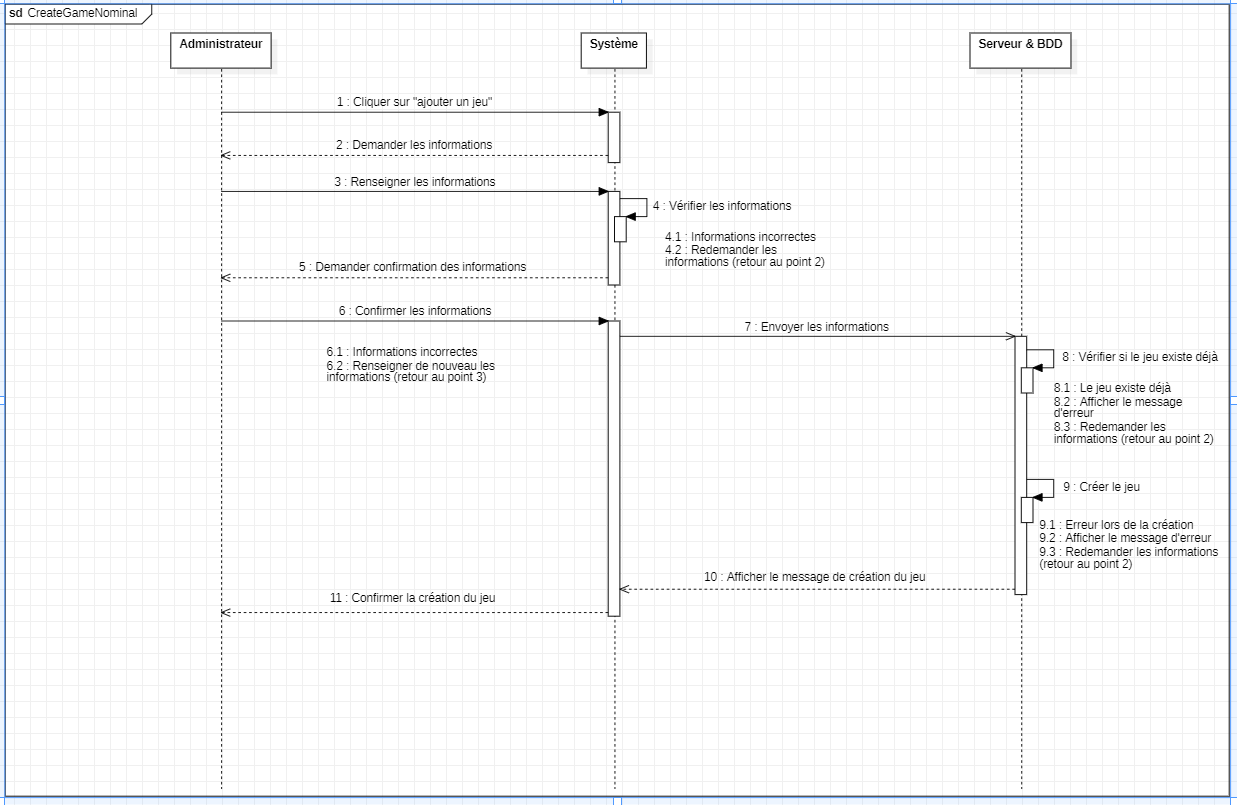 sd CreateGameNominal
Administrateur
Système
Serveur & BDD
1 : Cliquer sur "ajouter un jeu"
2 : Demander les informations
3 : Renseigner les informations
4 : Vérifier les informations
4.1 : Informations incorrectes
4.2 : Redemander les
informations (retour au point 2)
5 : Demander confirmation des informations
6 : Confirmer les informations
7 : Envoyer les informations
6.1 : Informations incorrectes
6.2 : Renseigner de nouveau les
informations (retour au point 3)
8 : Vérifier si le jeu existe déjà
8.1 : Le jeu existe déjà
8.2 : Afficher le message
d'erreur
8.3 : Redemander les
informations (retour au point 2)
9 : Créer le jeu
9.1 : Erreur lors de la création
9.2 : Afficher le message d'erreur
9.3 : Redemander les informations
(retour au point 2)
10 : Afficher le message de création du jeu
11 : Confirmer la création du jeu